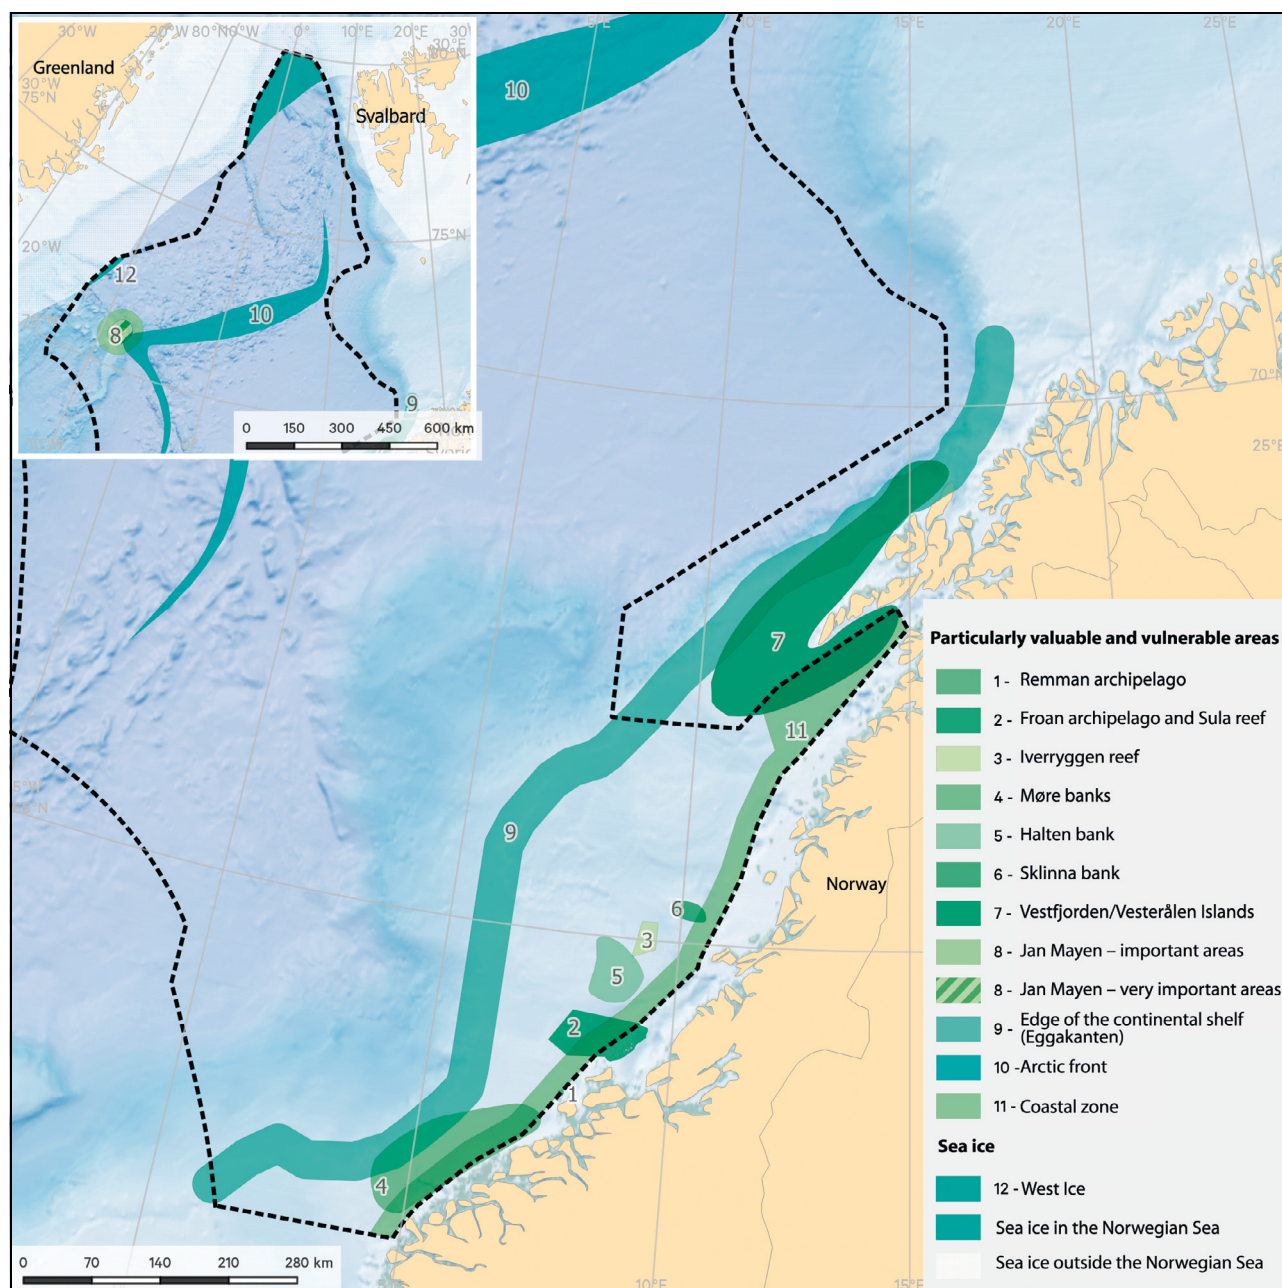 30°W
20°W
80°N
0°W
0°
10°E
20°E
30°E
80°N
Greenland
30°W
75°N
Svalbard
20°W
75°N
12
10
8
9
0 150 300 450 600 km
5°E
10°E
15°E
20°E
25°E
10
70°N
25°E
7
11
9
Norway
6
3
5
2
1
4
0 70 140 210 280 km
10°E
15°E
Particularly valuable and vulnerable areas
1 - Remman archipelago
2 - Froan archipelago and Sula reef
3 - Iverryggen reef
4 - Møre banks
5 - Halten bank
6 - Sklinna bank
7 - Vestfjorden/Vesterålen Islands
8 - Jan Mayen – important areas
8 - Jan Mayen – very important areas
9 - Edge of the continental shelf
(Eggakanten)
10 -Arctic front
11 - Coastal zone
Sea ice
12 - West Ice
Sea ice in the Norwegian Sea
Sea ice outside the Norwegian Sea